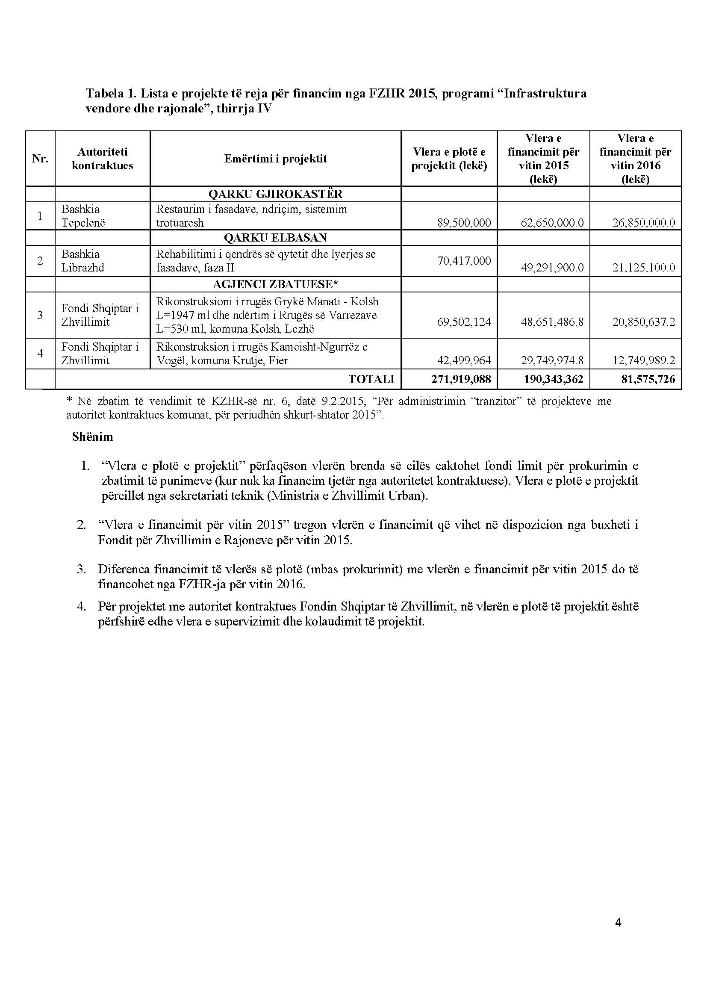 Tabela 1. Lista e projekte të reja për financim nga FZHR 2015, programi “Infrastruktura
vendore dhe rajonale”, thirrja IV
Nr.
Autoriteti
kontraktues
Emërtimi i projektit
Vlera e plotë e
projektit (lekë)
Vlera e
financimit për
vitin 2015
(lekë)
Vlera e
financimit për
vitin 2016
(lekë)
QARKU GJIROKASTËR
1
Bashkia
Tepelenë
Restaurim i fasadave, ndriçim, sistemim
trotuaresh
89,500,000
62,650,000.0
26,850,000.0
QARKU ELBASAN
2
Bashkia
Librazhd
Rehabilitimi i qendrës së qytetit dhe lyerjes se
fasadave, faza II
70,417,000
49,291,900.0
21,125,100.0
AGJENCI ZBATUESE*
3
Fondi Shqiptar i
Zhvillimit
Rikonstruksioni i rrugës Grykë Manati - Kolsh
L=1947 ml dhe ndërtim i Rrugës së Varrezave
L=530 ml, komuna Kolsh, Lezhë
69,502,124
48,651,486.8
20,850,637.2
4
Fondi Shqiptar i
Zhvillimit
Rikonstruksion i rrugës Kamcisht-Ngurrëz e
Vogël, komuna Krutje, Fier
42,499,964
29,749,974.8
12,749,989.2
TOTALI
271,919,088
190,343,362
81,575,726
* Në zbatim të vendimit të KZHR-së nr. 6, datë 9.2.2015, “Për administrimin “tranzitor” të projekteve me
autoritet kontraktues komunat, për periudhën shkurt-shtator 2015”.
Shënim
1. “Vlera e plotë e projektit” përfaqëson vlerën brenda së cilës caktohet fondi limit për prokurimin e
zbatimit të punimeve (kur nuk ka financim tjetër nga autoritetet kontraktuese). Vlera e plotë e projektit
përcillet nga sekretariati teknik (Ministria e Zhvillimit Urban).
2. “Vlera e financimit për vitin 2015” tregon vlerën e financimit që vihet në dispozicion nga buxheti i
Fondit për Zhvillimin e Rajoneve për vitin 2015.
3. Diferenca financimit të vlerës së plotë (mbas prokurimit) me vlerën e financimit për vitin 2015 do të
financohet nga FZHR-ja për vitin 2016.
4. Për projektet me autoritet kontraktues Fondin Shqiptar të Zhvillimit, në vlerën e plotë të projektit është
përfshirë edhe vlera e supervizimit dhe kolaudimit të projektit.
4